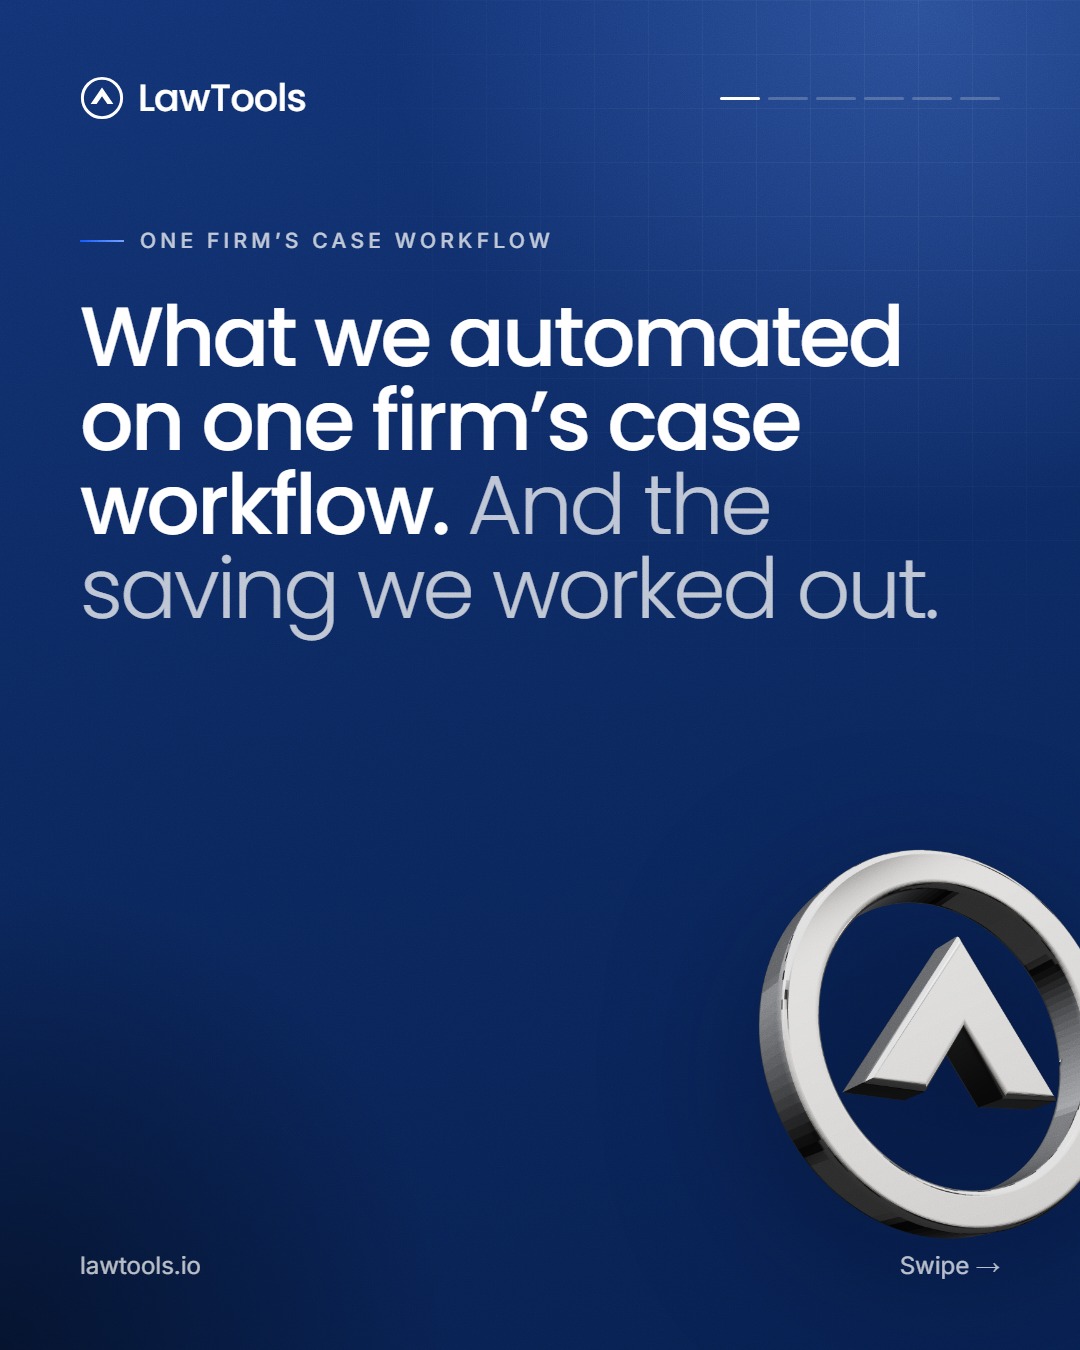 LawTools
ONE FIRM’S CASE WORKFLOW
What we automated
on one firm’s case
workflow. And the
saving we worked out.
lawtools.io
Swipe →